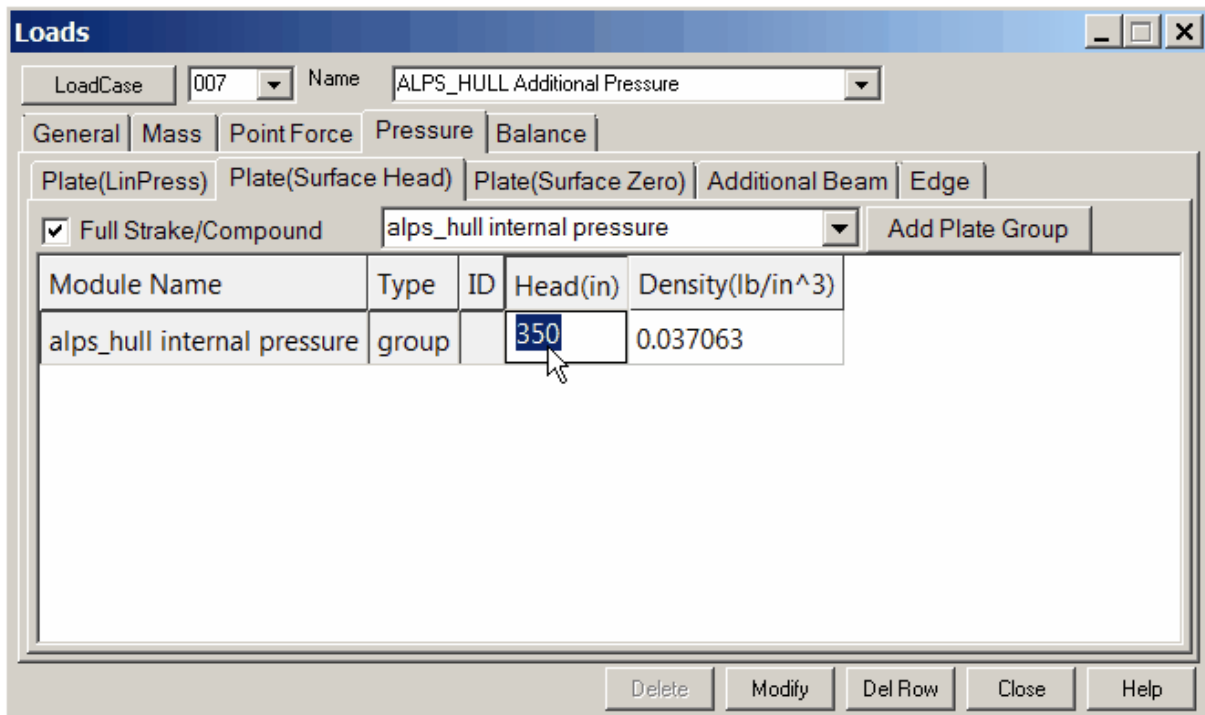 Loads
LoadCase 007 Name ALPS_HULL Additional Pressure
General Mass Point Force Pressure Balance
Plate(LinPress) Plate(Surface Head) Plate(Surface Zero) Additional Beam Edge
Full Strake/Compound alps_hull internal pressure Add Plate Group
Module Name Type ID Head(in) Density(lb/in^3)
alps_hull internal pressure group 350 0.037063
Delete Modify Del Row Close Help